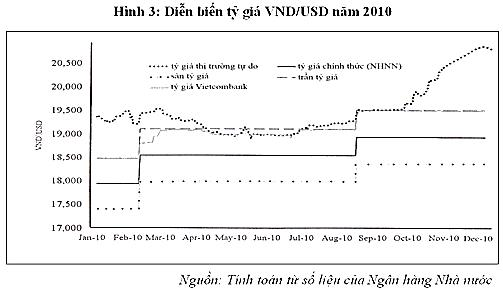 Hình 3: Diễn biến tỷ giá VND/USD năm 2010
tỷ giá thị trường tự do
tỷ giá chính thức (NHNN)
sàn tỷ giá
trần tỷ giá
tỷ giá Vietcombank
VND/USD
20,500
20,000
19,500
19,000
18,500
18,000
17,500
17,000
Jan-10 Feb-10 Mar-10 Apr-10 May-10 Jun-10 Jul-10 Aug-10 Sep-10 Oct-10 Nov-10 Dec-10
Nguồn: Tính toán từ số liệu của Ngân hàng Nhà nước